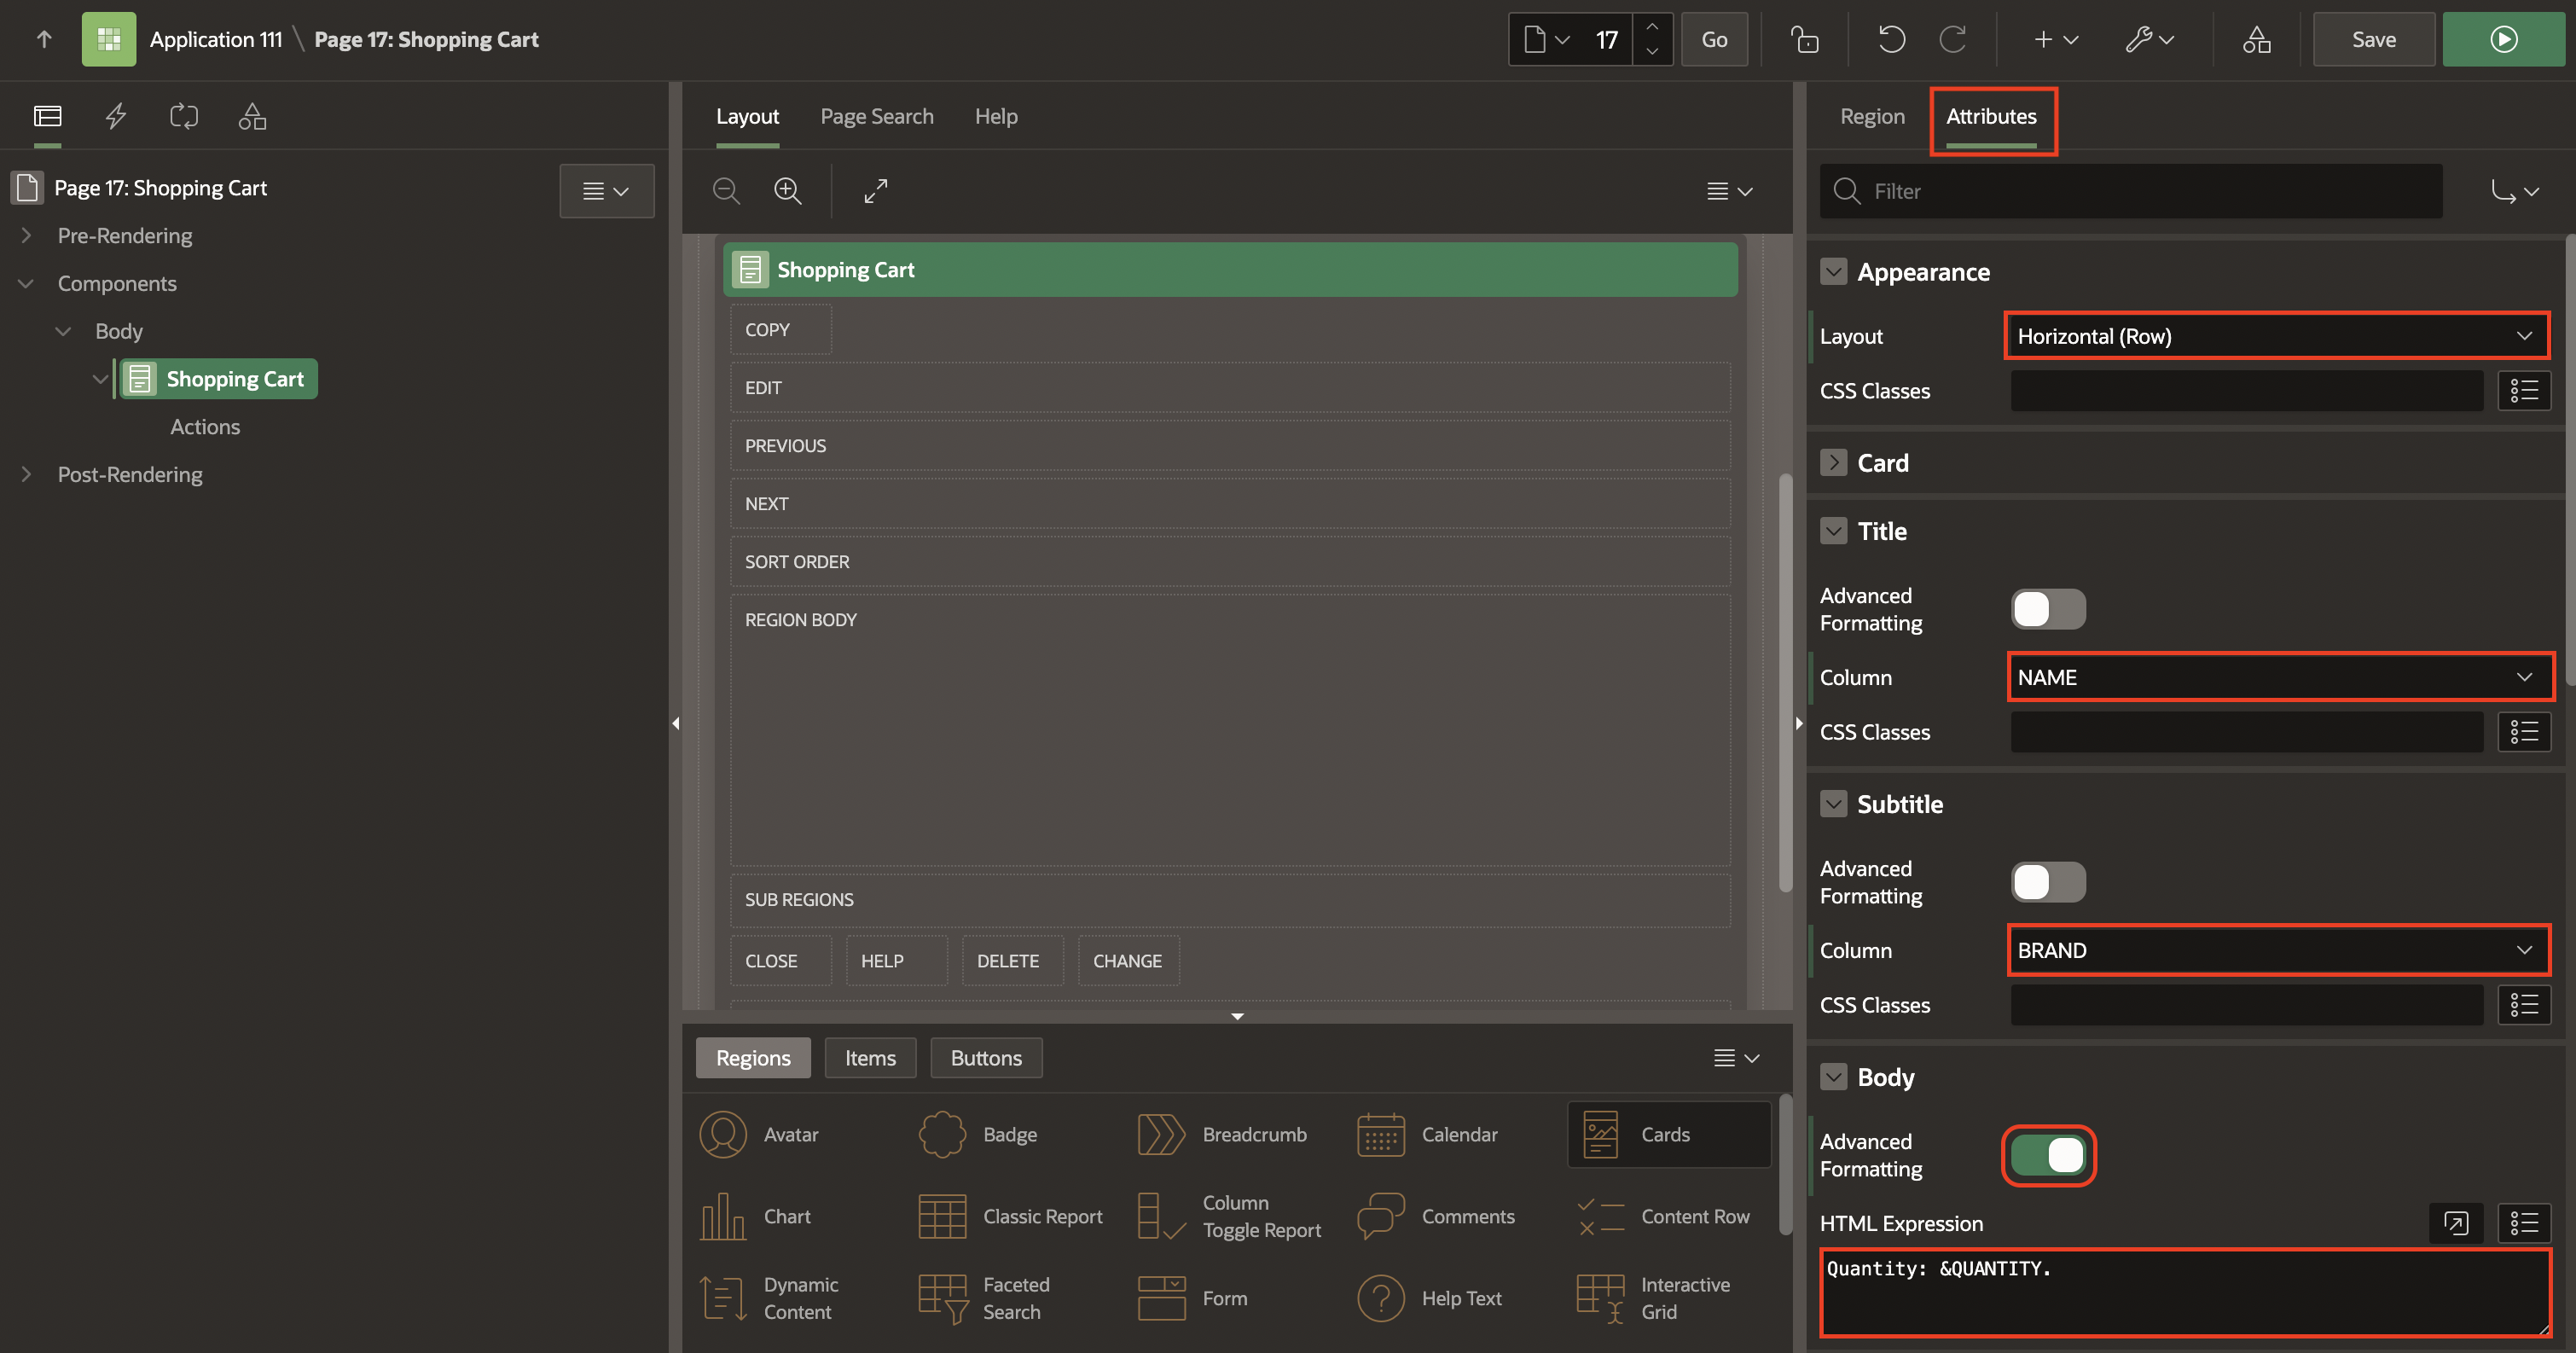 Application 111 \ Page 17: Shopping Cart
17
Go
Save
Page 17: Shopping Cart
Pre-Rendering
Components
Body
Shopping Cart
Actions
Post-Rendering
Layout Page Search Help
Shopping Cart
COPY
EDIT
PREVIOUS
NEXT
SORT ORDER
REGION BODY
SUB REGIONS
CLOSE HELP DELETE CHANGE
Regions Items Buttons
Avatar
Badge
Breadcrumb
Calendar
Cards
Chart
Classic Report
Column
Toggle Report
Comments
Content Row
Dynamic
Content
Faceted
Search
Form
Help Text
Interactive
Grid
Region Attributes
Filter
Appearance
Layout Horizontal (Row)
CSS Classes
Card
Title
Advanced
Formatting
Column NAME
CSS Classes
Subtitle
Advanced
Formatting
Column BRAND
CSS Classes
Body
Advanced
Formatting
HTML Expression
Quantity: &QUANTITY.